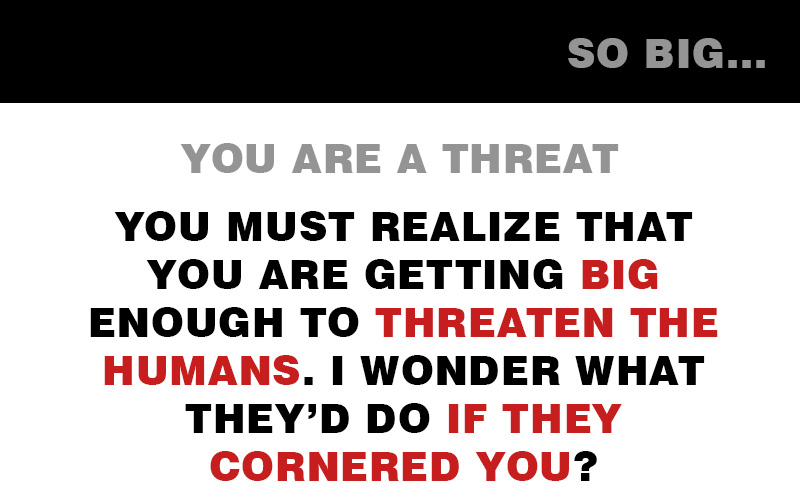 SO BIG...
YOU ARE A THREAT
YOU MUST REALIZE THAT
YOU ARE GETTING BIG
ENOUGH TO THREATEN THE
HUMANS. I WONDER WHAT
THEY’D DO IF THEY
CORNERED YOU?